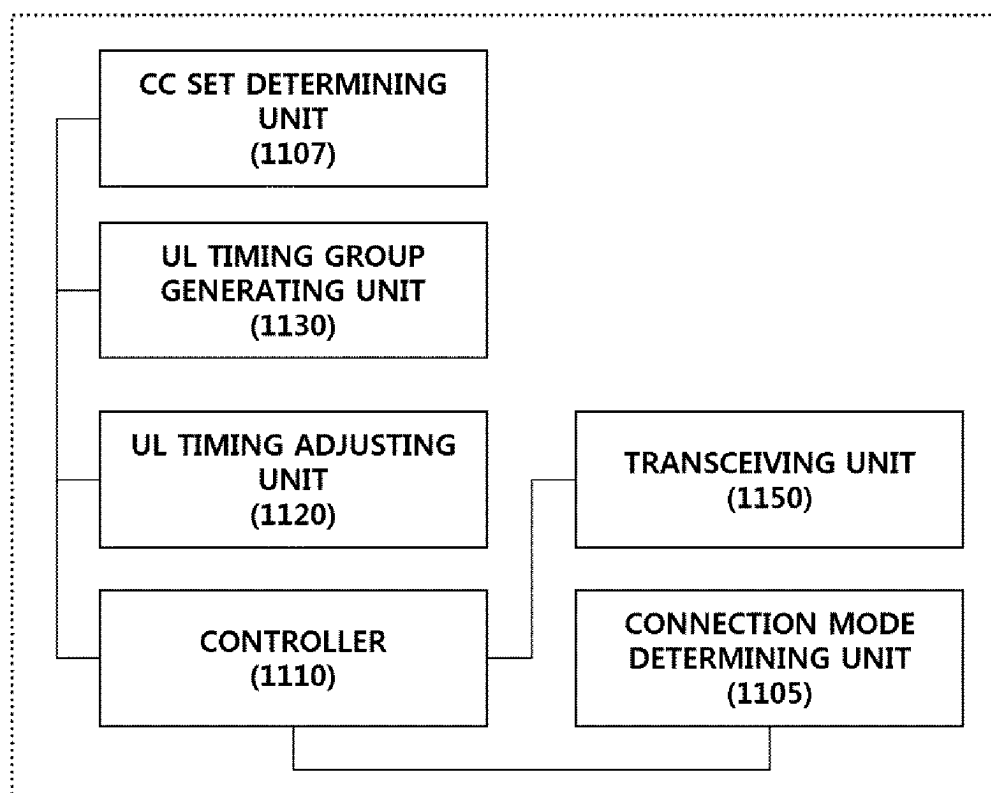 CC SET DETERMINING
UNIT
(1107)
UL TIMING GROUP
GENERATING UNIT
(1130)
UL TIMING ADJUSTING
UNIT
(1120)
TRANSCEIVING UNIT
(1150)
CONTROLLER
(1110)
CONNECTION MODE
DETERMINING UNIT
(1105)